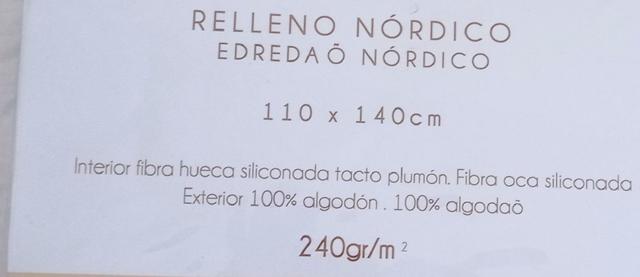 RELLENO NÓRDICO
EDREDAÕ NÓRDICO
110 x 140cm
Interior fibra hueca siliconada tacto plumón. Fibra oca siliconada
Exterior 100% algodón . 100% algodaõ
240gr/m²